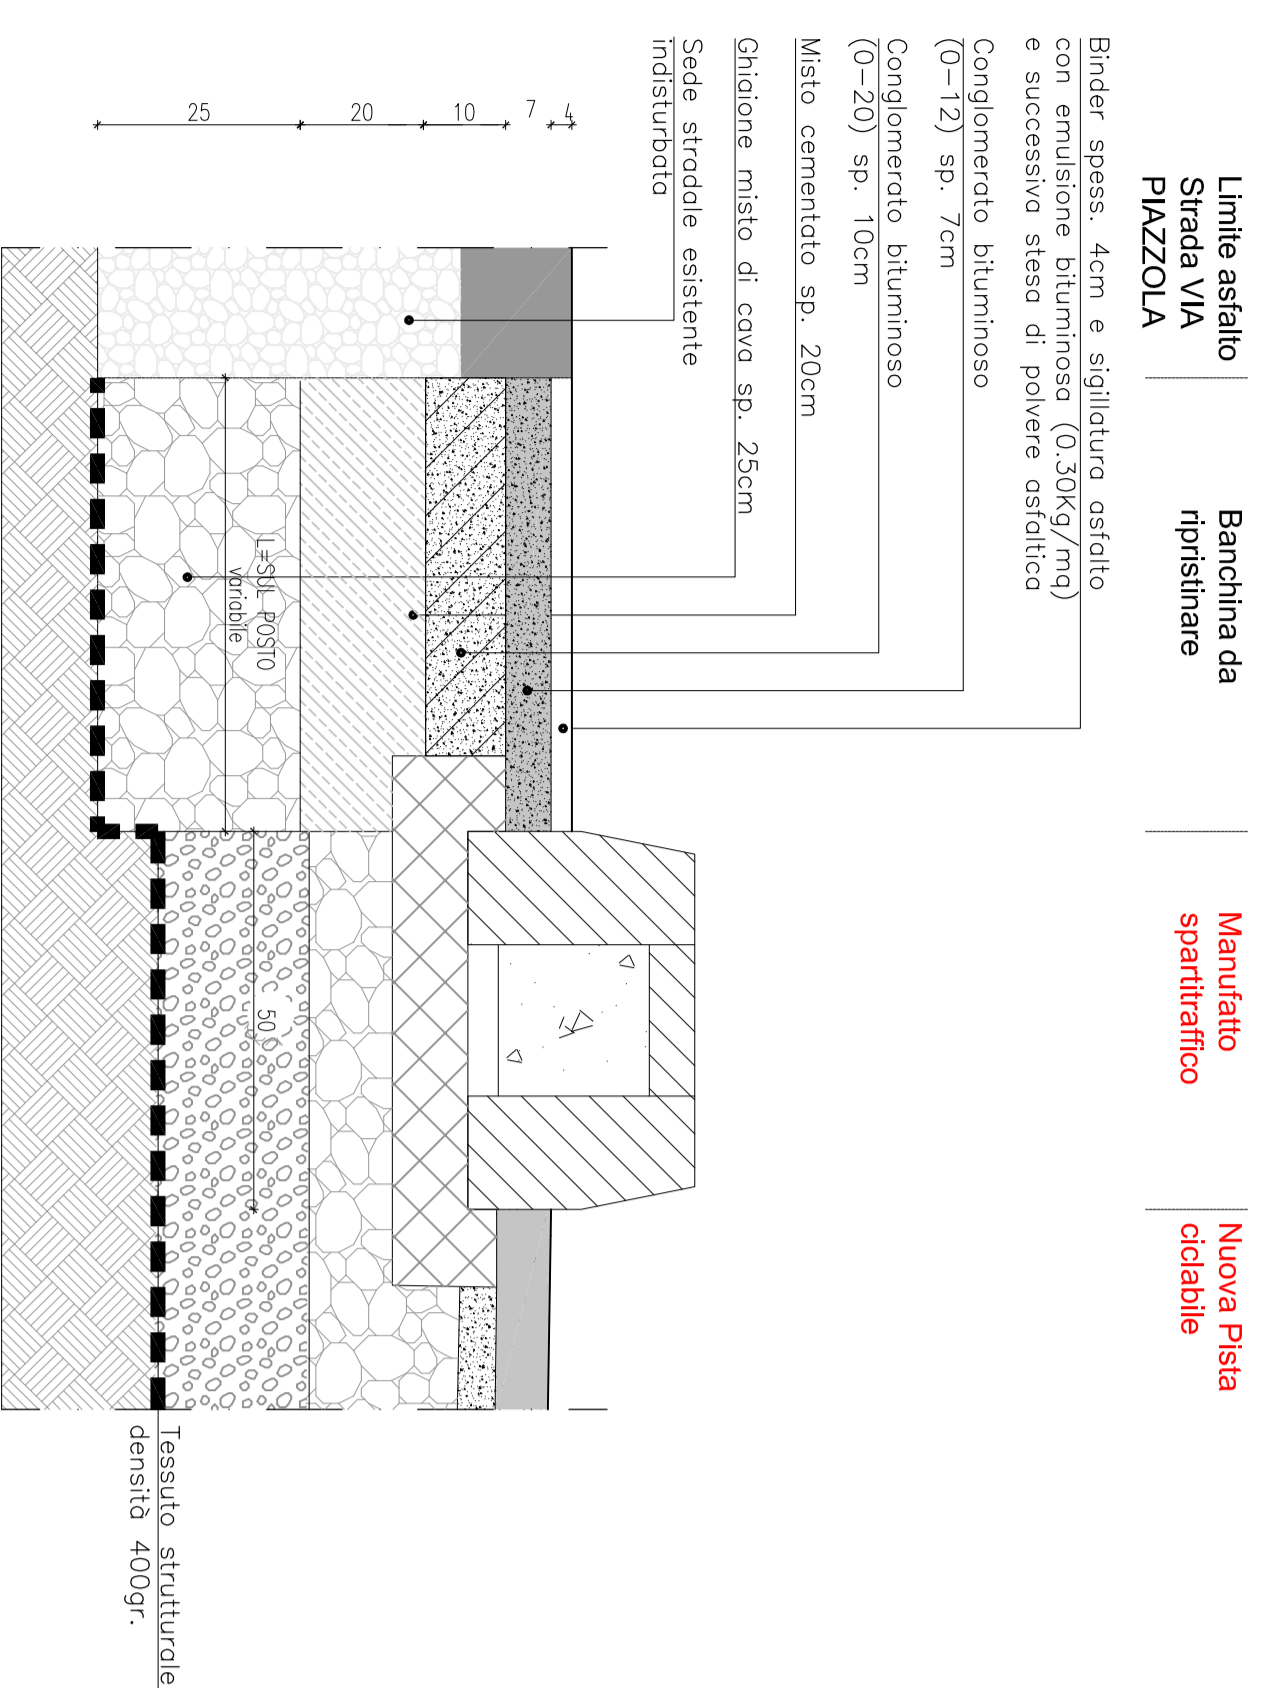 Limite asfalto
Strada VIA
PIAZZOLA
Banchina da
ripristinare
Manufatto
spartitraffico
Nuova Pista
ciclabile
Binder spess. 4cm e sigillatura asfalto
con emulsione bituminosa (0.30Kg/mq)
e successiva stesa di polvere asfaltica
Conglomerato bituminoso
(0-12) sp. 7cm
Conglomerato bituminoso
(0-20) sp. 10cm
Misto cementato sp. 20cm
Ghiaione misto di cava sp. 25cm
Sede stradale esistente
indisturbata
4
7
10
20
25
L=SUL POSTO
variabile
50
Tesssuto strutturale
densità 400gr.